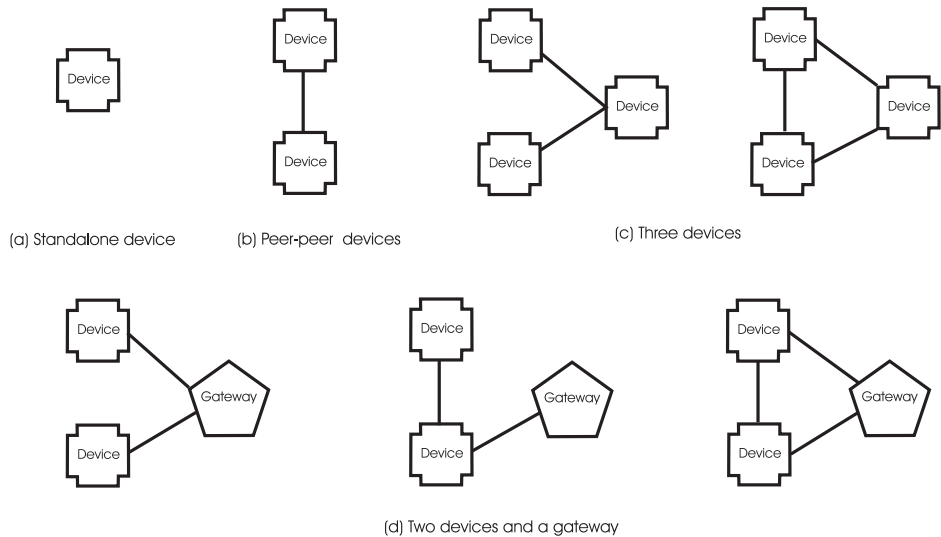 Device
Device
Device
Device
Device
Device
Device
Device
Device
(a) Standalone device
(b) Peer-peer devices
(c) Three devices
Device
Device
Gateway
Device
Device
Gateway
Device
Device
Gateway
(d) Two devices and a gateway